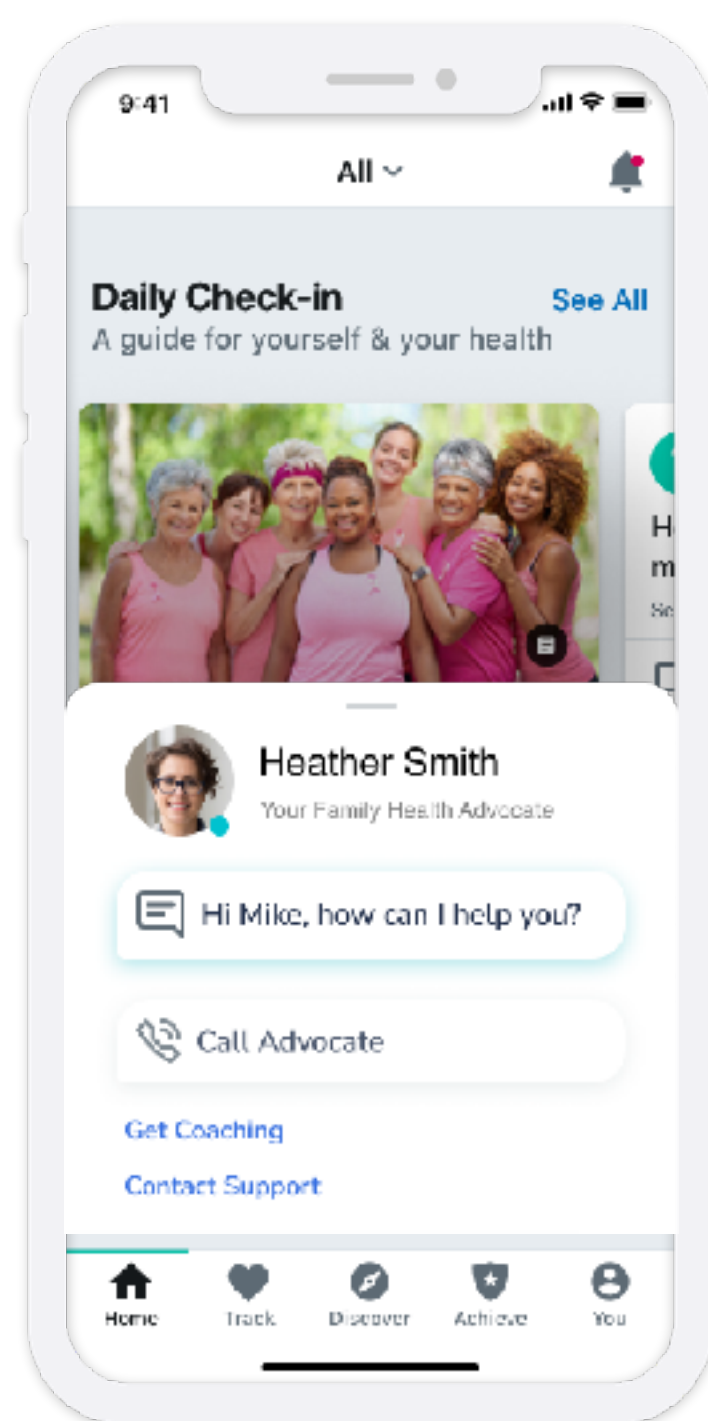 9:41
All
Daily Check-in
See All
A guide for yourself & your health
Heather Smith
Your Family Health Advocate
Hi Mike, how can I help you?
Call Advocate
Get Coaching
Contact Support
Home
Track
Discover
Achieve
You